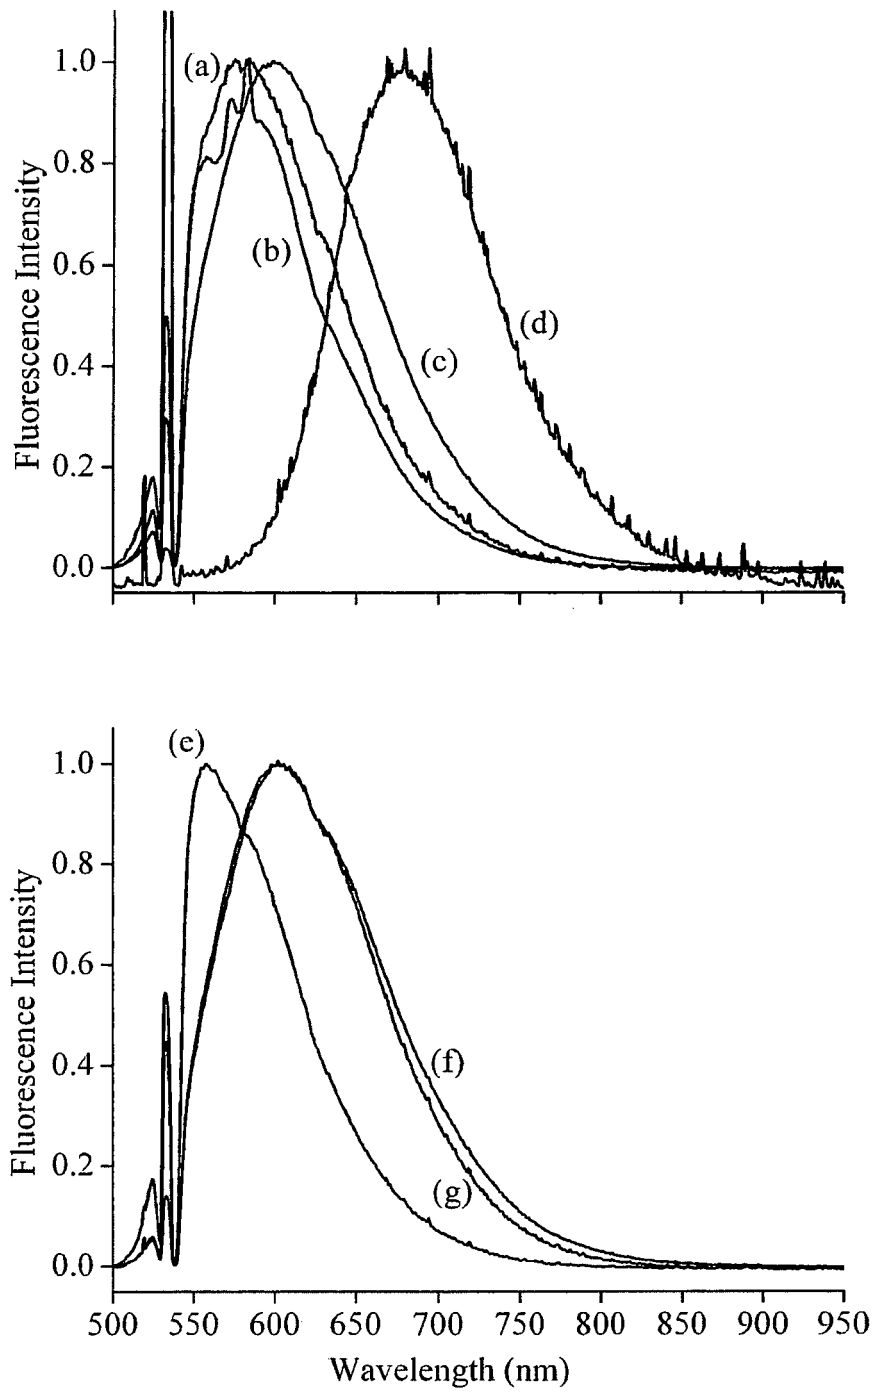 (a)
1.0
0.8
(b)
0.6
(d)
(c)
0.4
0.2
0.0
Fluorescence Intensity
(e)
1.0
0.8
0.6
0.4
(f)
0.2
(g)
0.0
Fluorescence Intensity
500 550 600 650 700 750 800 850 900 950
Wavelength (nm)